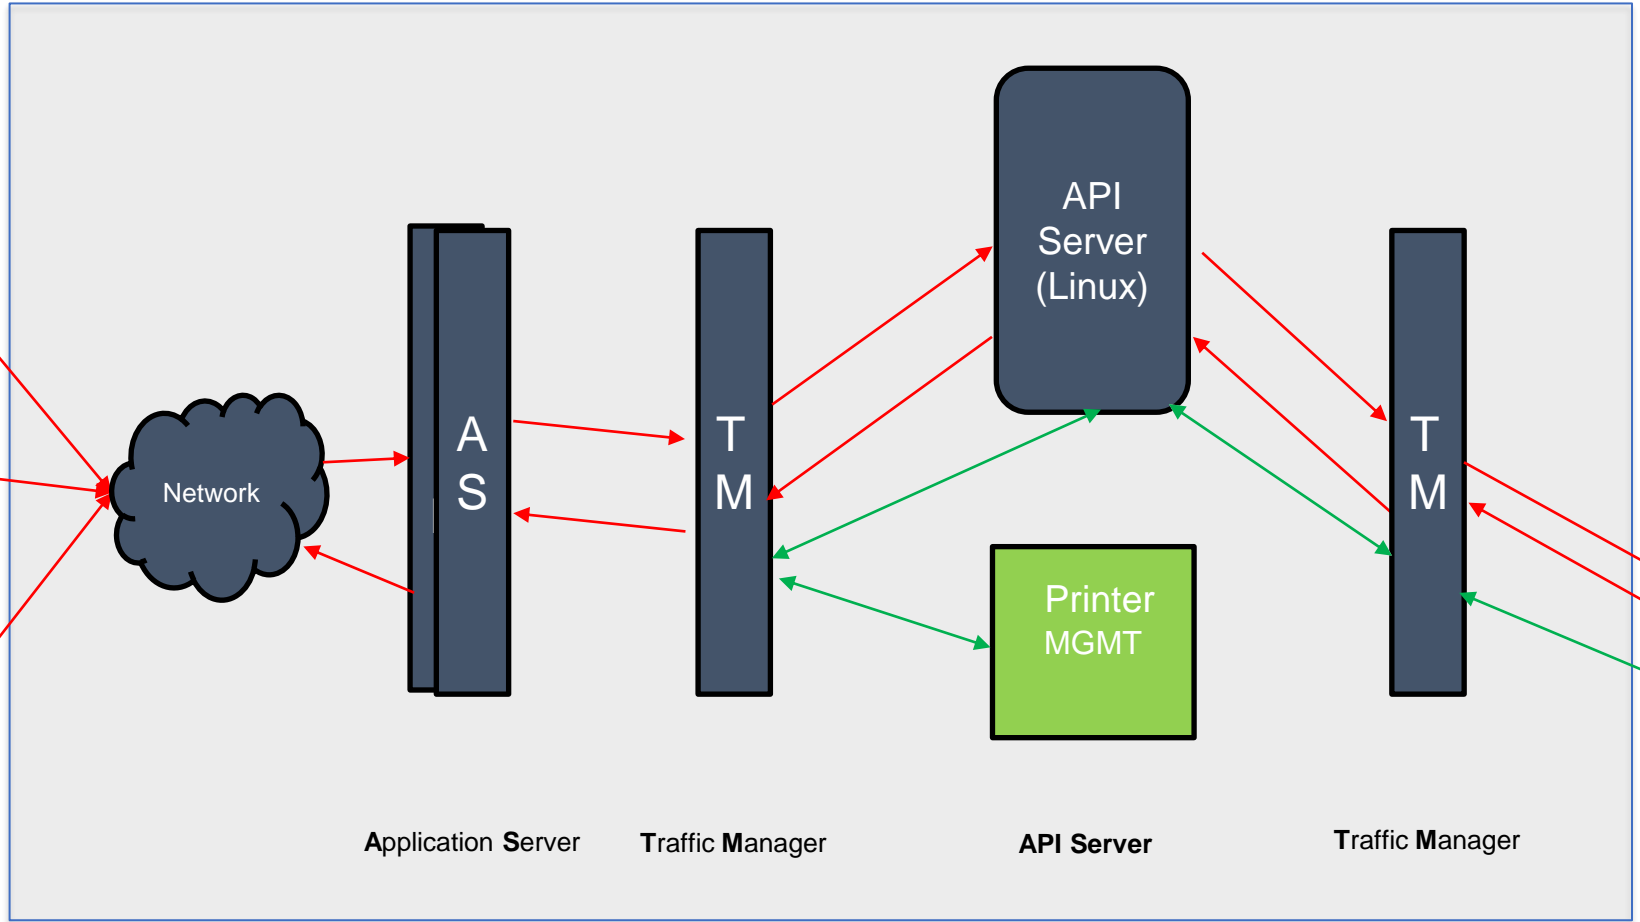 API
Server
(Linux)
A
S
T
M
T
M
Network
Printer
MGMT
Application Server
Traffic Manager
API Server
Traffic Manager